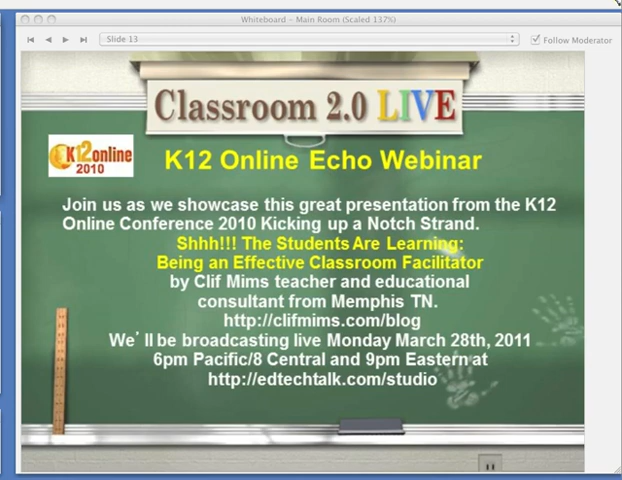 Whiteboard - Main Room (Scaled 137%)
Slide 13
Follow Moderator
Classroom 2.0 LIVE
K12online
2010
K12 Online Echo Webinar
Join us as we showcase this great presentation from the K12
Online Conference 2010 Kicking up a Notch Strand.
Shhh!!! The Students Are Learning:
Being an Effective Classroom Facilitator
by Clif Mims teacher and educational
consultant from Memphis TN.
http://clifmims.com/blog
We' ll be broadcasting live Monday March 28th, 2011
6pm Pacific/8 Central and 9pm Eastern at
http://edtechtalk.com/studio